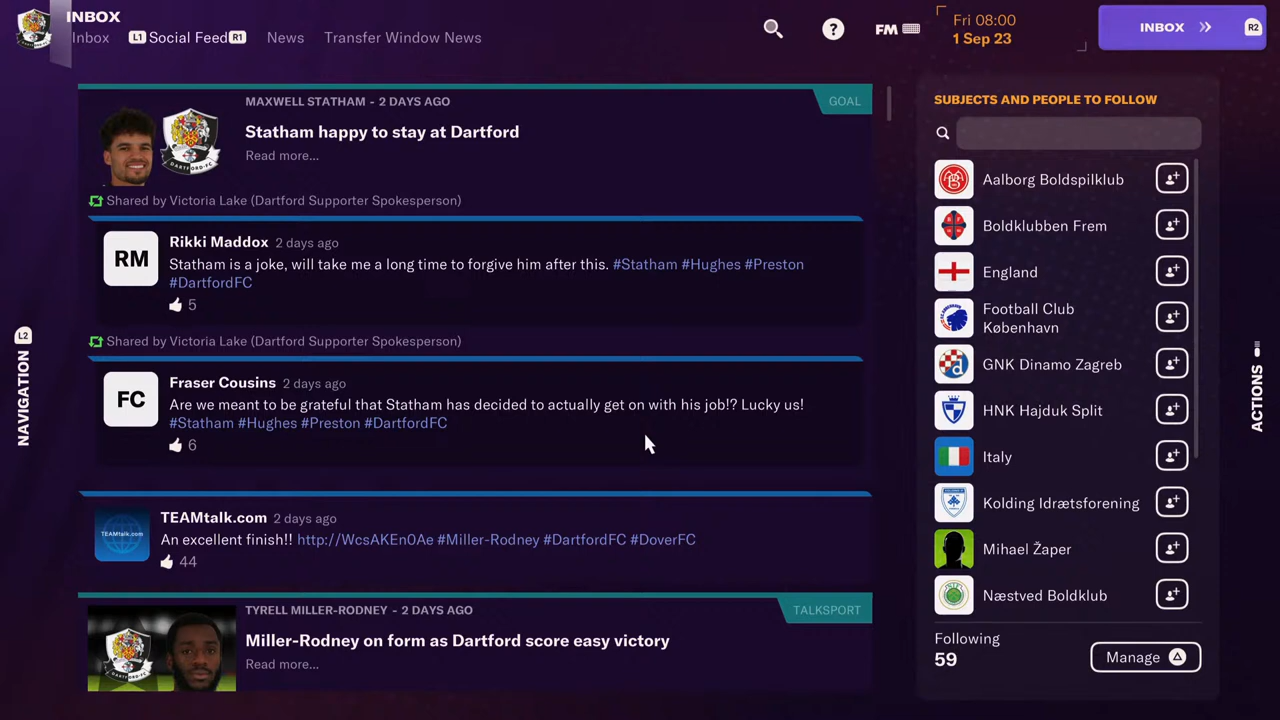 INBOX
Inbox
L1 Social Feed R1
News
Transfer Window News
?
FM
Fri 08:00
1 Sep 23
INBOX
R2
MAXWELL STATHAM - 2 DAYS AGO
GOAL
Statham happy to stay at Dartford
Read more...
DARTFORD-FC
Shared by Victoria Lake (Dartford Supporter Spokesperson)
RM
Rikki Maddox 2 days ago
Statham is a joke, will take me a long time to forgive him after this. #Statham #Hughes #Preston
#DartfordFC
5
Shared by Victoria Lake (Dartford Supporter Spokesperson)
FC
Fraser Cousins 2 days ago
Are we meant to be grateful that Statham has decided to actually get on with his job!? Lucky us!
#Statham #Hughes #Preston #DartfordFC
6
TEAMtalk.com
TEAMtalk.com 2 days ago
An excellent finish!! http://WcsAKEn0Ae #Miller-Rodney #DartfordFC #DoverFC
44
TYRELL MILLER-RODNEY - 2 DAYS AGO
TALKSPORT
Miller-Rodney on form as Dartford score easy victory
Read more...
DARTFORD-FC
SUBJECTS AND PEOPLE TO FOLLOW
Aalborg Boldspilklub
Boldklubben Frem
England
Football Club
København
GNK Dinamo Zagreb
HNK Hajduk Split
Italy
Kolding Idrætsforening
Mihael Žaper
Næstved Boldklub
Following
59
Manage
L2
NAVIGATION
ACTIONS